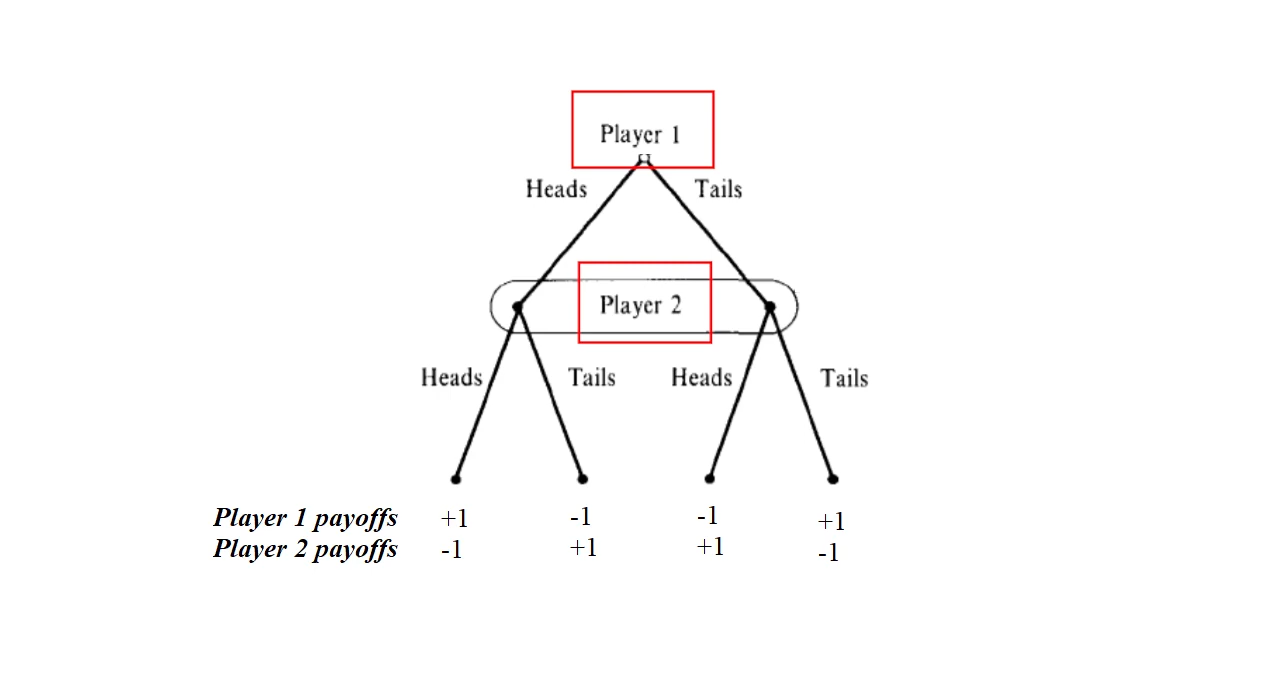 Player 1
Heads Tails
Player 2
Heads Tails Heads Tails
Player 1 payoffs +1 -1 -1 +1
Player 2 payoffs -1 +1 +1 -1